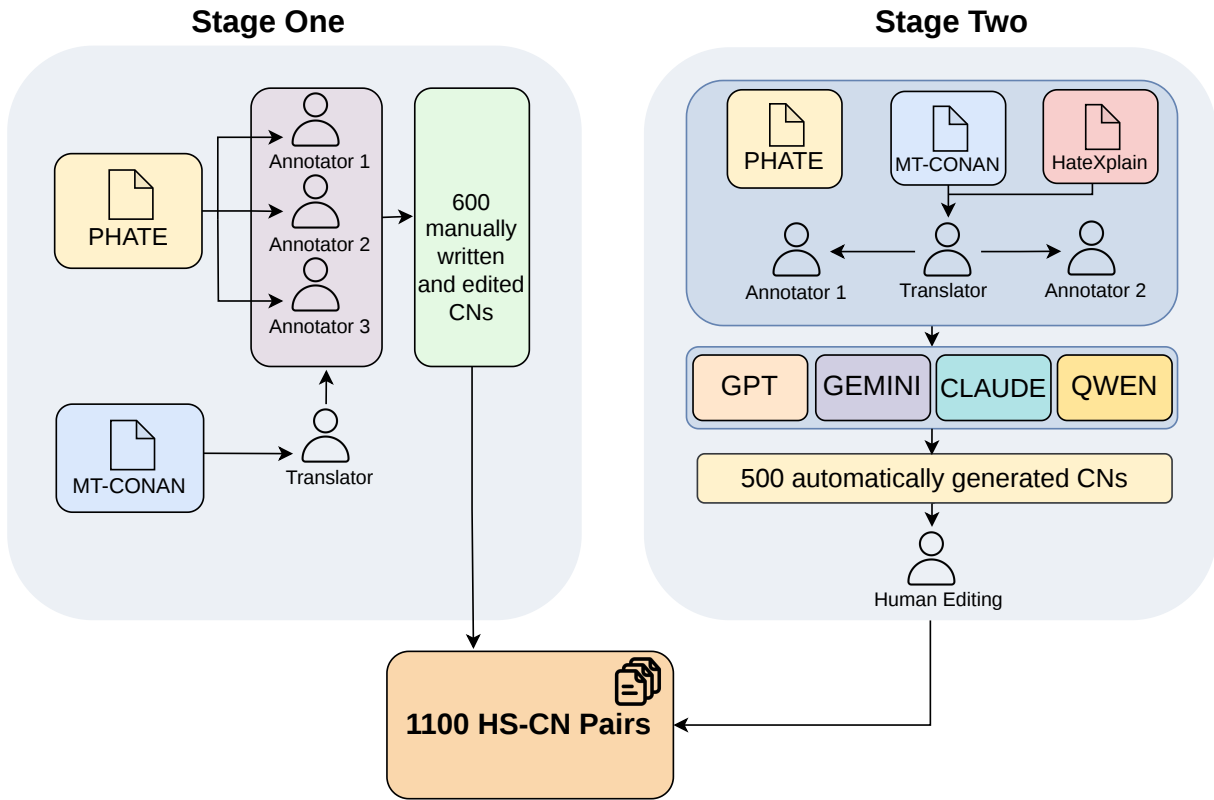 Stage One
PHATE
MT-CONAN
Annotator 1
Annotator 2
Annotator 3
Translator
600
manually
written
and edited
CNs
Stage Two
PHATE
MT-CONAN
HateXplain
Annotator 1
Translator
Annotator 2
GPT
GEMINI
CLAUDE
QWEN
500 automatically generated CNs
Human Editing
1100 HS-CN Pairs